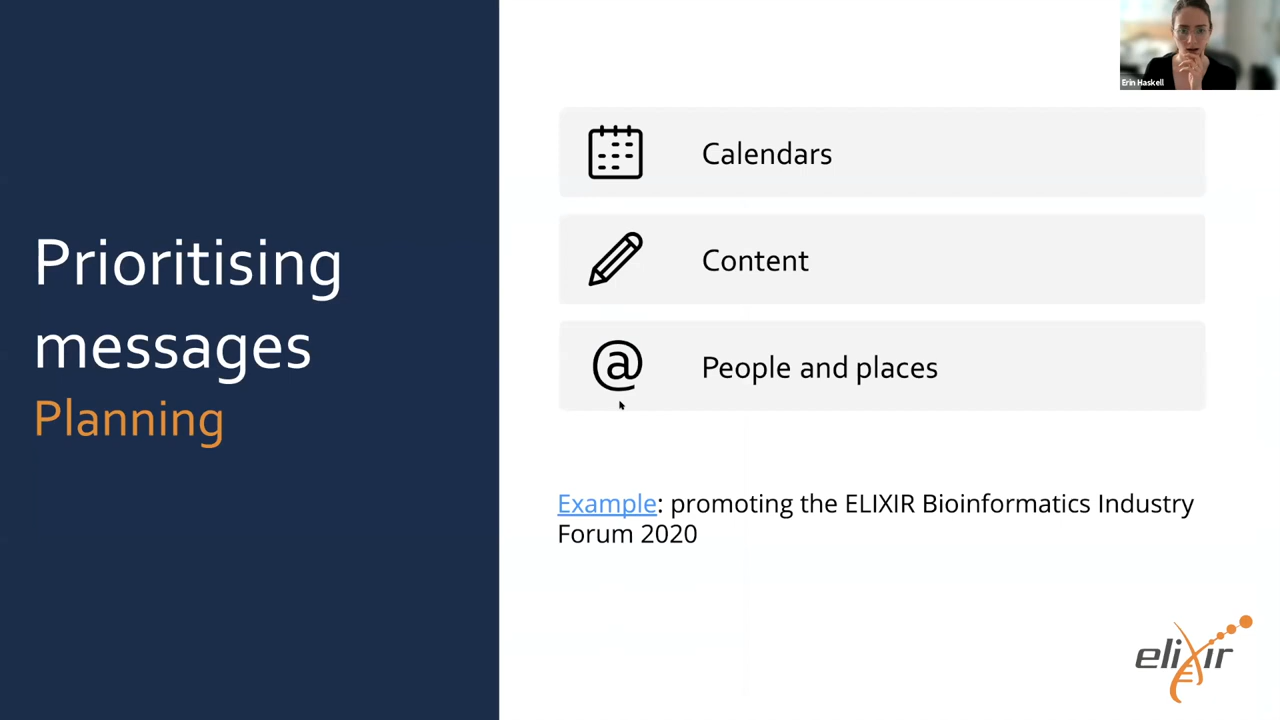 Erin Haskell
Calendars
Content
@
People and places
Prioritising
messages
Planning
Example: promoting the ELIXIR Bioinformatics Industry
Forum 2020
elixir